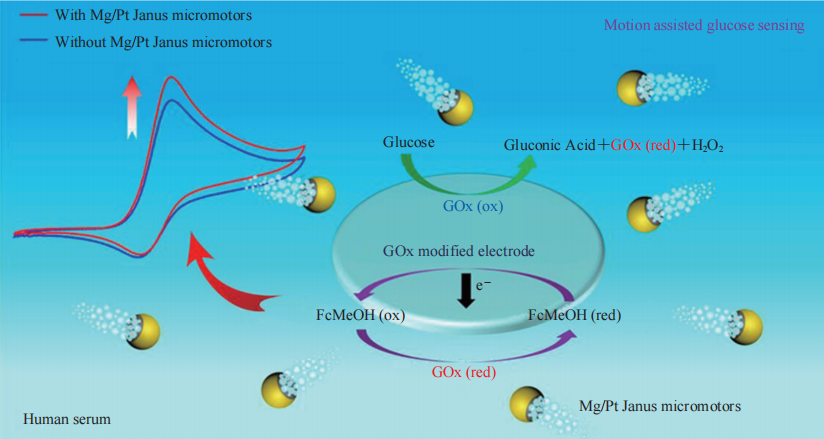 With Mg/Pt Janus micromotors
Without Mg/Pt Janus micromotors
Motion assisted glucose sensing
Glucose
Gluconic Acid+GOx (red)+H₂O₂
GOx (ox)
GOx modified electrode
e⁻
FcMeOH (ox)
FcMeOH (red)
GOx (red)
Mg/Pt Janus micromotors
Human serum